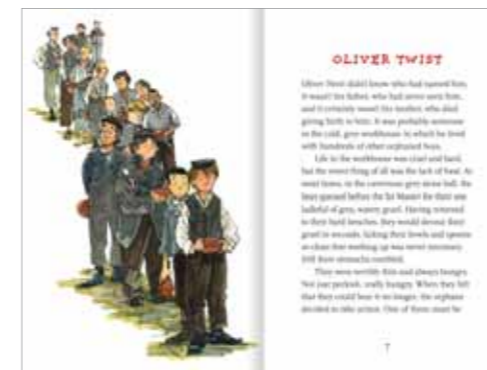 OLIVER TWIST
Oliver Twist didn't know who had named him.
It wasn't his father, who had never seen him,
and it certainly wasn't his mother, who died
giving birth to him. It was probably someone
in the cold, grey workhouse in which he lived
with hundreds of other orphaned boys.
Life in the workhouse was cruel and hard,
but the worst thing of all was the lack of food. At
meal times, in the cavernous grey stone hall, the
boys queued before the fat Master for their one
ladleful of grey, watery gruel. Having returned
to their hard benches, they would devour their
gruel in seconds, licking their bowls and spoons
so clean that washing up was never necessary.
Still their stomachs rumbled.
They were terribly thin and always hungry.
Not just peckish, really hungry. When they felt
that they could bear it no longer, the orphans
decided to take action. One of them must be
7